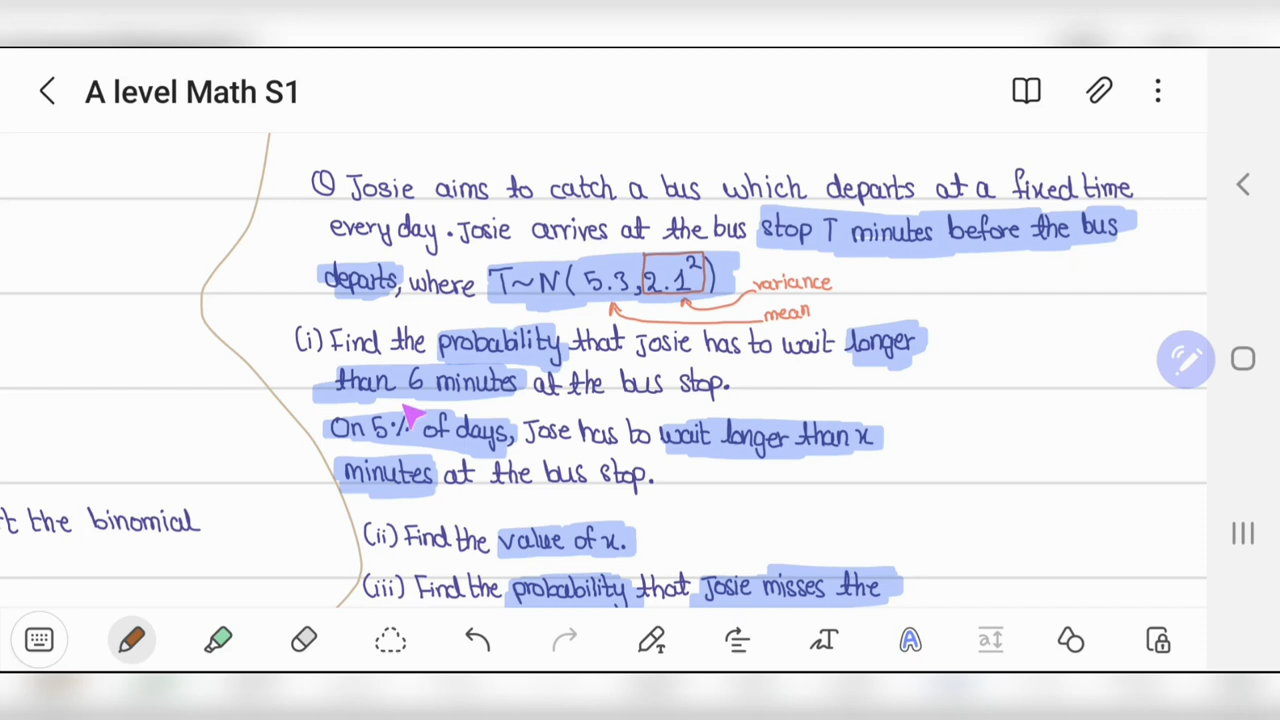 A level Math S1
① Josie aims to catch a bus which departs at a fixed time
every day. Josie arrives at the bus stop T minutes before the bus
departs, where T~N(5.3, 2.1²)
variance
mean
(i) Find the probability that Josie has to wait longer
than 6 minutes at the bus stop.
On 5% of days, Jose has to wait longer than x
minutes at the bus stop.
t the binomial
(ii) Find the value of x.
(iii) Find the probability that Josie misses the